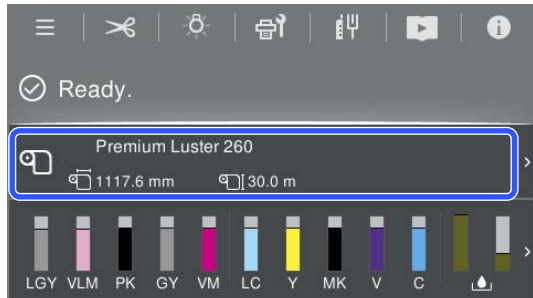 Ready.
Premium Luster 260
1117.6 mm 30.0 m
LGY VLM PK GY VM LC Y MK V C